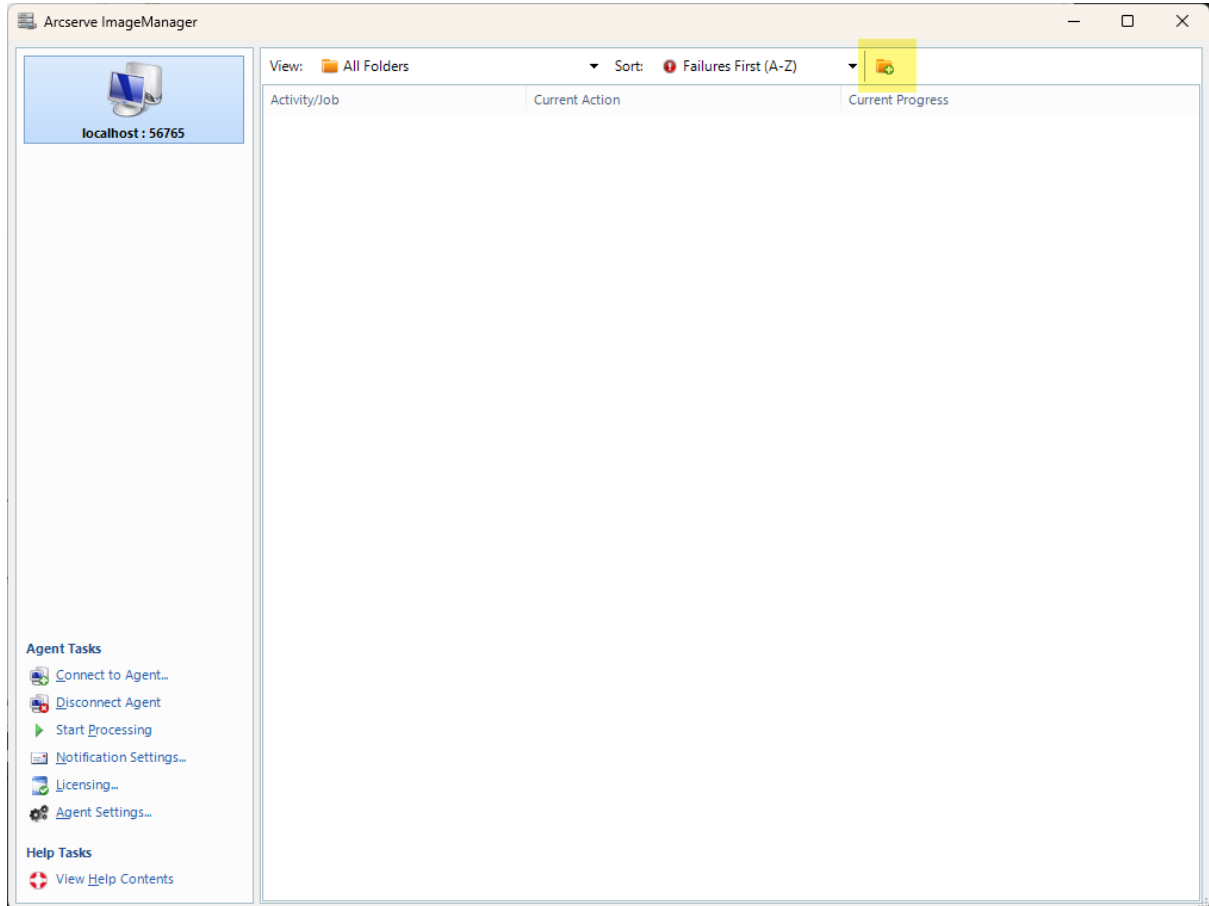 Arcserve ImageManager
localhost : 56765
View: All Folders Sort: Failures First (A-Z)
Activity/Job Current Action Current Progress
Agent Tasks
Connect to Agent...
Disconnect Agent
Start Processing
Notification Settings...
Licensing...
Agent Settings...
Help Tasks
View Help Contents